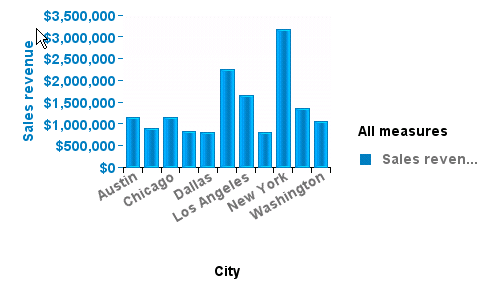 Sales revenue
$3,500,000
$3,000,000
$2,500,000
$2,000,000
$1,500,000
$1,000,000
$500,000
$0
Austin
Chicago
Dallas
Los Angeles
New York
Washington
City
All measures
Sales reven...